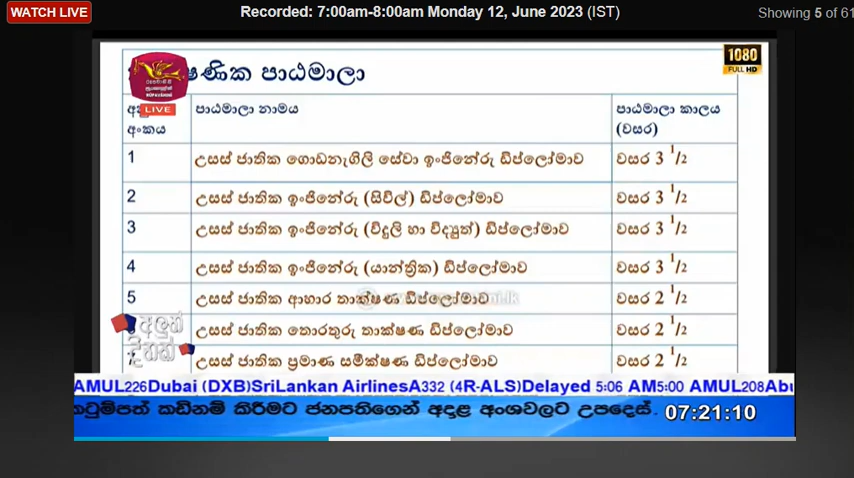 WATCH LIVE
Recorded: 7:00am-8:00am Monday 12, June 2023 (IST)
Showing 5 of 61
1080
FULL HD
ෂණික පාඨමාලා
LIVE
අංකය
පාඨමාලා නාමය
පාඨමාලා කාලය
(වසර)
1 උසස් ජාතික ගොඩනැගිලි සේවා ඉංජිනේරු ඩිප්ලෝමාව වසර 3 1/2
2 උසස් ජාතික ඉංජිනේරු (සිවිල්) ඩිප්ලෝමාව වසර 3 1/2
3 උසස් ජාතික ඉංජිනේරු (විදුලි හා විද්‍යුත්) ඩිප්ලෝමාව වසර 3 1/2
4 උසස් ජාතික ඉංජිනේරු (යාන්ත්‍රික) ඩිප්ලෝමාව වසර 3 1/2
5 උසස් ජාතික ආහාර තාක්ෂණ ඩිප්ලෝමාව වසර 2 1/2
උසස් ජාතික තොරතුරු තාක්ෂණ ඩිප්ලෝමාව වසර 2 1/2
7 උසස් ජාතික ප්‍රමාණ සමීක්ෂණ ඩිප්ලෝමාව වසර 2 1/2
අලුත්
දිනක්
AMUL226Dubai (DXB)SriLankan AirlinesA332 (4R-ALS)Delayed 5:06 AM5:00 AMUL208Abu
කටුම්පත් කඩිනම් කිරීමට ජනපතිගෙන් අදාළ අංශවලට උපදෙස්. 07:21:10